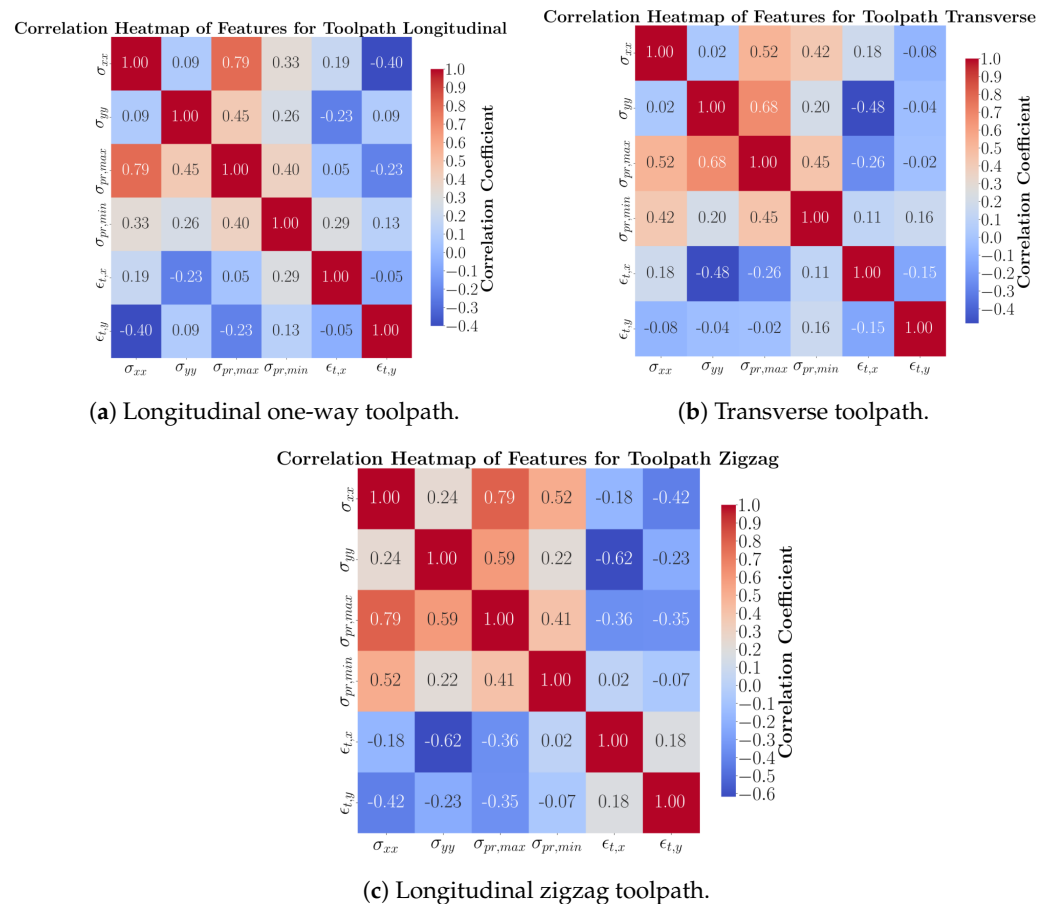 Correlation Heatmap of Features for Toolpath Longitudinal
σxx 1.00 0.09 0.79 0.33 0.19 -0.40
σyy 0.09 1.00 0.45 0.26 -0.23 0.09
σpr,max 0.79 0.45 1.00 0.40 0.05 -0.23
σpr,min 0.33 0.26 0.40 1.00 0.29 0.13
ϵt,x 0.19 -0.23 0.05 0.29 1.00 -0.05
ϵt,y -0.40 0.09 -0.23 0.13 -0.05 1.00
σxx σyy σpr,max σpr,min ϵt,x ϵt,y
1.0
0.9
0.8
0.7
0.6
0.5
0.4
0.3
0.2
0.1
0.0
−0.1
−0.2
−0.3
−0.4
Correlation Coefficient
(a) Longitudinal one-way toolpath.
Correlation Heatmap of Features for Toolpath Transverse
σxx 1.00 0.02 0.52 0.42 0.18 -0.08
σyy 0.02 1.00 0.68 0.20 -0.48 -0.04
σpr,max 0.52 0.68 1.00 0.45 -0.26 -0.02
σpr,min 0.42 0.20 0.45 1.00 0.11 0.16
ϵt,x 0.18 -0.48 -0.26 0.11 1.00 -0.15
ϵt,y -0.08 -0.04 -0.02 0.16 -0.15 1.00
σxx σyy σpr,max σpr,min ϵt,x ϵt,y
1.0
0.9
0.8
0.7
0.6
0.5
0.4
0.3
0.2
0.1
0.0
−0.1
−0.2
−0.3
−0.4
Correlation Coefficient
(b) Transverse toolpath.
Correlation Heatmap of Features for Toolpath Zigzag
σxx 1.00 0.24 0.79 0.52 -0.18 -0.42
σyy 0.24 1.00 0.59 0.22 -0.62 -0.23
σpr,max 0.79 0.59 1.00 0.41 -0.36 -0.35
σpr,min 0.52 0.22 0.41 1.00 0.02 -0.07
ϵt,x -0.18 -0.62 -0.36 0.02 1.00 0.18
ϵt,y -0.42 -0.23 -0.35 -0.07 0.18 1.00
σxx σyy σpr,max σpr,min ϵt,x ϵt,y
1.0
0.9
0.8
0.7
0.6
0.5
0.4
0.3
0.2
0.1
0.0
−0.1
−0.2
−0.3
−0.4
−0.5
−0.6
Correlation Coefficient
(c) Longitudinal zigzag toolpath.